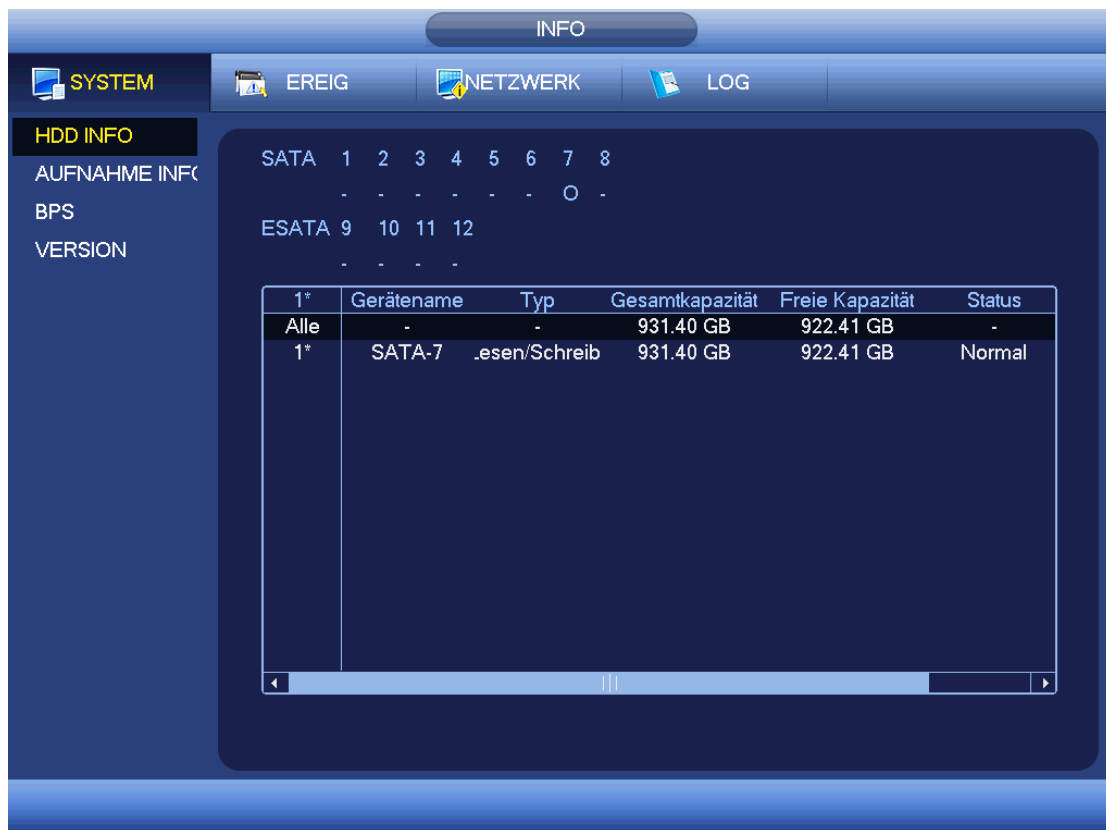 INFO
SYSTEM EREIG NETZWERK LOG
HDD INFO
AUFNAHME INF(
BPS
VERSION
SATA 1 2 3 4 5 6 7 8
- - - - - - O -
ESATA 9 10 11 12
- - - -
1* Gerätename Typ Gesamtkapazität Freie Kapazität Status
Alle - - 931.40 GB 922.41 GB -
1* SATA-7 .esen/Schreib 931.40 GB 922.41 GB Normal